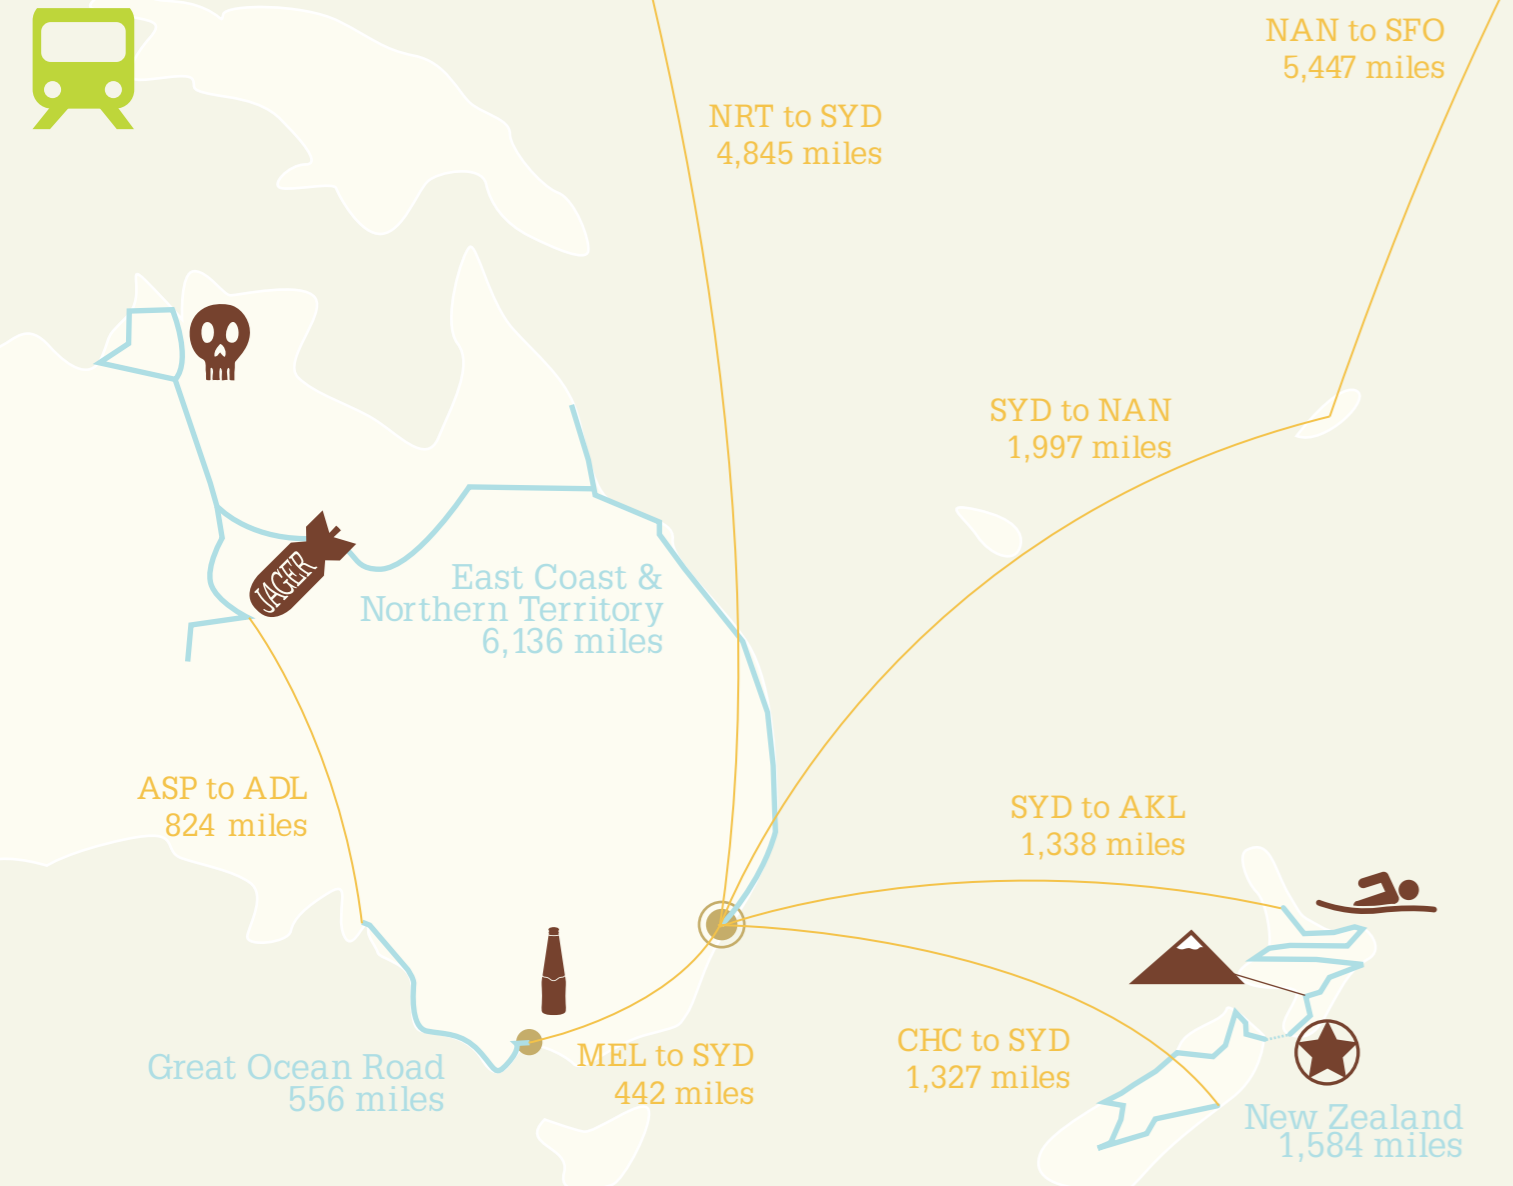 NAN to SFO
5,447 miles
NRT to SYD
4,845 miles
SYD to NAN
1,997 miles
JAGER
East Coast &
Northern Territory
6,136 miles
ASP to ADL
824 miles
SYD to AKL
1,338 miles
CHC to SYD
1,327 miles
MEL to SYD
442 miles
Great Ocean Road
556 miles
New Zealand
1,584 miles